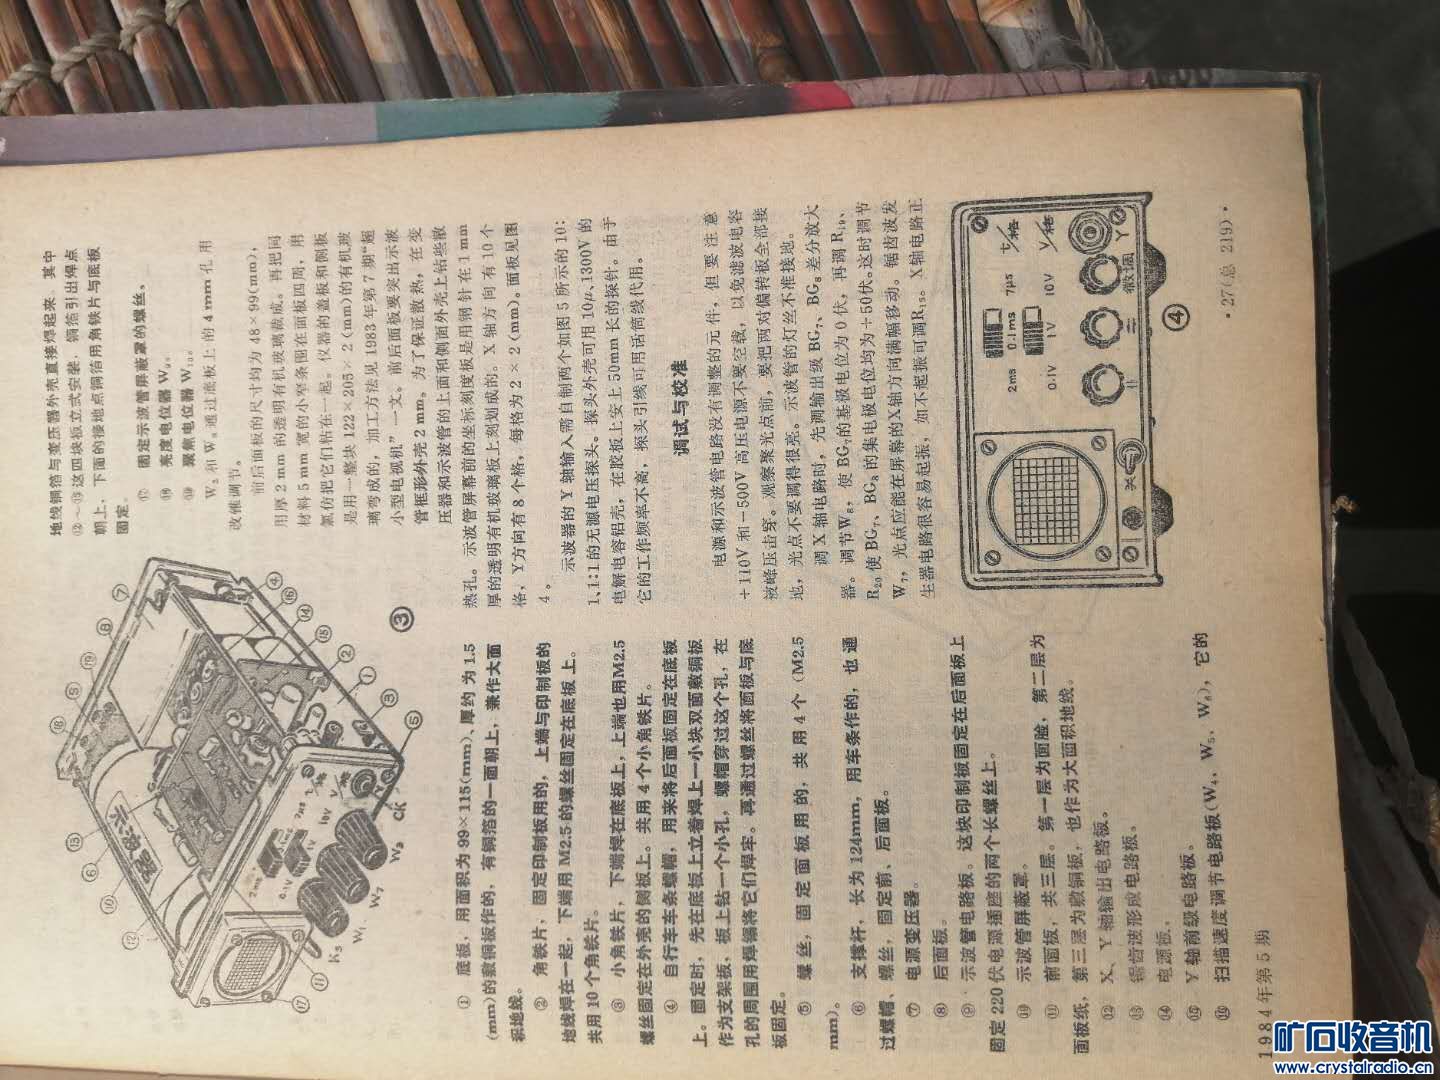 ① 底板，用面积为99×115(mm)、厚约为1.5
(mm)的敷铜板作的，有铜箔的一面朝上，兼作大面
积地线。
② 角铁片，固定印制板用的，上端与印制板的
地线焊在一起，下端用M2.5的螺丝固定在底板上。
共用10个角铁片。
③ 小角铁片，下端焊在底板上，上端也用M2.5
螺丝固定在外壳的侧板上。共用4个小角铁片。
④ 自行车车条螺帽，用来将后面板固定在底板
上。固定时，先在底板上立着焊上一小块双面敷铜板
作为支架板，板上钻一个小孔，螺帽穿过这个孔，在
孔的周围用焊锡将它们焊牢。再通过螺丝将面板与底
板固定。
⑤ 螺丝，固定面板用的，共用4个（M2.5
mm）。
⑥ 支撑杆，长为124mm，用车条作的，也通
过螺帽、螺丝，固定前、后面板。
⑦ 电源变压器。
⑧ 后面板。
⑨ 示波管电路板。这块印制板固定在后面板上
固定220伏电源插座的两个长螺丝上。
⑩ 示波管屏蔽罩。
⑪ 前面板，共三层。第一层为面脸，第二层为
面板纸，第三层为敷铜板，也作为大面积地线。
⑫ X、Y轴输出电路板。
⑬ 锯齿波形成电路板。
⑭ 电源板。
⑮ Y轴前级电路板。
⑯ 扫描速度调节电路板(W₄、W₅、W₆)，它的
1984年第5期
③
K₃
W₁
W₇
W₃
CK
地线铜箔与变压器外壳直接焊起来，其中
⑫～⑮这四块板立式安装，铜箔引出焊点
朝上，下面的接地点铜箔用角铁片与底板
固定。
⑰ 固定示波管屏蔽罩的螺丝。
⑱ 亮度电位器W₉。
⑲ 聚焦电位器W₁₀。
W₂和W₈通过底板上的4mm孔用
改锥调节。
前后面板的尺寸均为48×99(mm)，
用厚2mm的透明有机玻璃裁成。再把同
材料5mm宽的小窄条围在面板四周，用
氯仿把它们粘在一起。仪器的盖板和侧板
是用一整块122×205×2(mm)的有机玻
璃弯成的，加工方法见1983年第7期“超
小型电视机”一文。前后面板要突出示波
管框形外壳2mm。为了保证散热，在变
压器和示波管的上面和侧面外壳上钻些散
热孔。示波管屏幕前的坐标刻度板是用钢针在1mm
厚的透明有机玻璃板上刻划成的。X轴方向有10个
格，Y方向有8个格，每格为2×2(mm)。面板见图
4。
示波器的Y轴输入需自制两个如图5所示的10:
1、1:1的无源电压探头。探头外壳可用10μ、1300V的
电解电容铝壳，在胶板上安上50mm长的探针。由于
它的工作频率不高，探头引线可用话筒线代用。
调试与校准
电源和示波管电路没有调整的元件，但要注意
+110V和-500V高压电源不要空载，以免滤波电容
被峰压击穿。观察聚光点前，要把两对偏转板全部接
地，光点不要调得很亮。示波管的灯丝不准接地。
调X轴电路时，先调输出级BG₇、BG₈差分放大
器。调节W₈，使BG₇的基极电位为0伏，再调R₁₉、
R₂₀使BG₇、BG₈的集电极电位均为+50伏。这时调节
W₇，光点应能在屏幕的X轴方向满幅移动。锯齿波发
生器电路很容易起振，如不起振可调R₁₅。X轴电路正
2ms 0.1ms 7μs t/格
0.1V 1V 10V V/格
微调 Y
关
④
·27(总 219)·
矿石收音机
www.crystalradio.cn